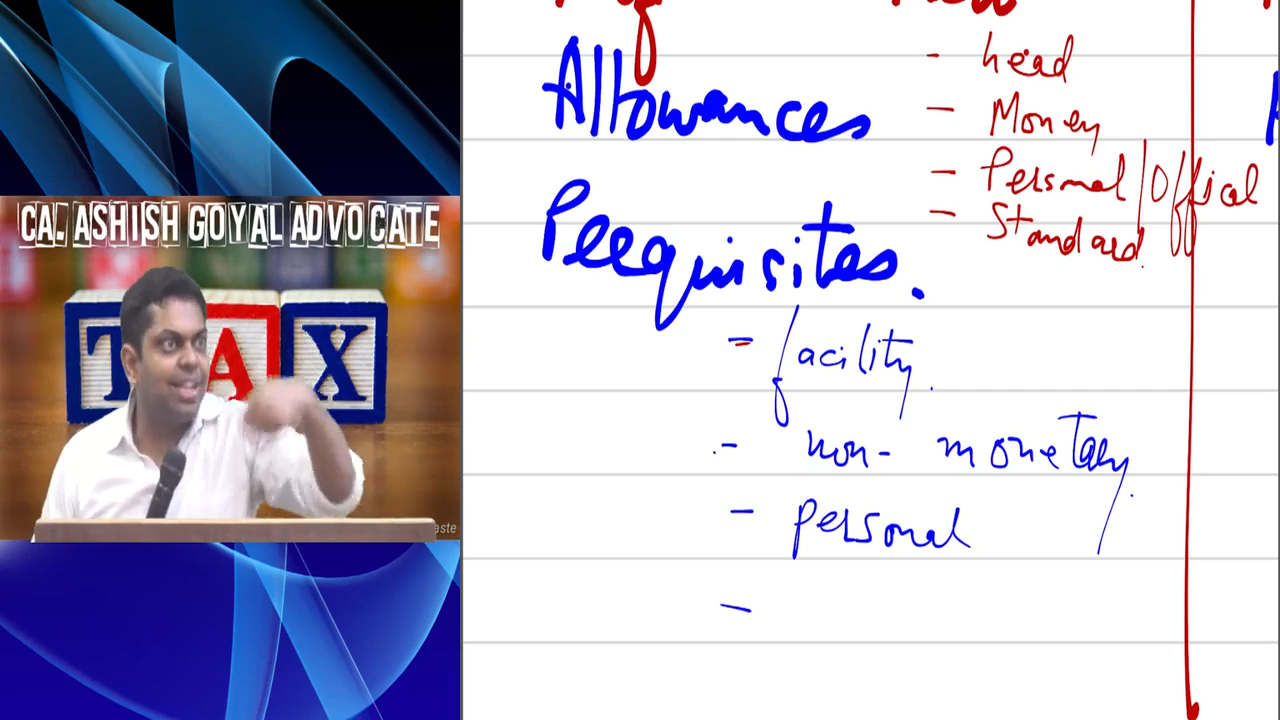 CA. ASHISH GOYAL ADVOCATE
TAX
Allowances
- head
- Money
- Personal/Offical
- Standard.
Perquisites.
- facility.
- non-monetary.
- personal
-